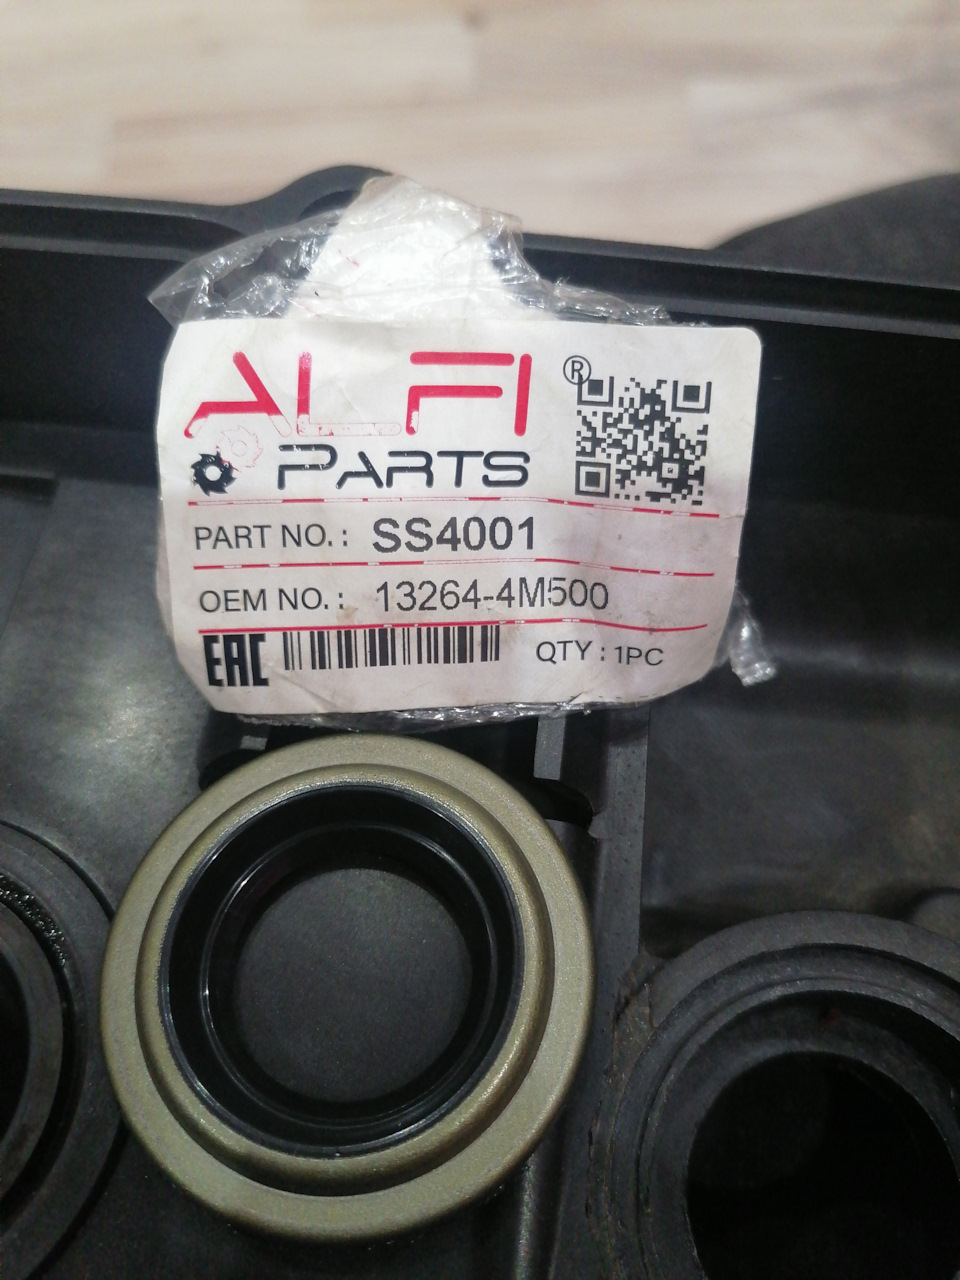 ALFI ®
PARTS
PART NO. : SS4001
OEM NO. : 13264-4M500
EAC QTY : 1PC